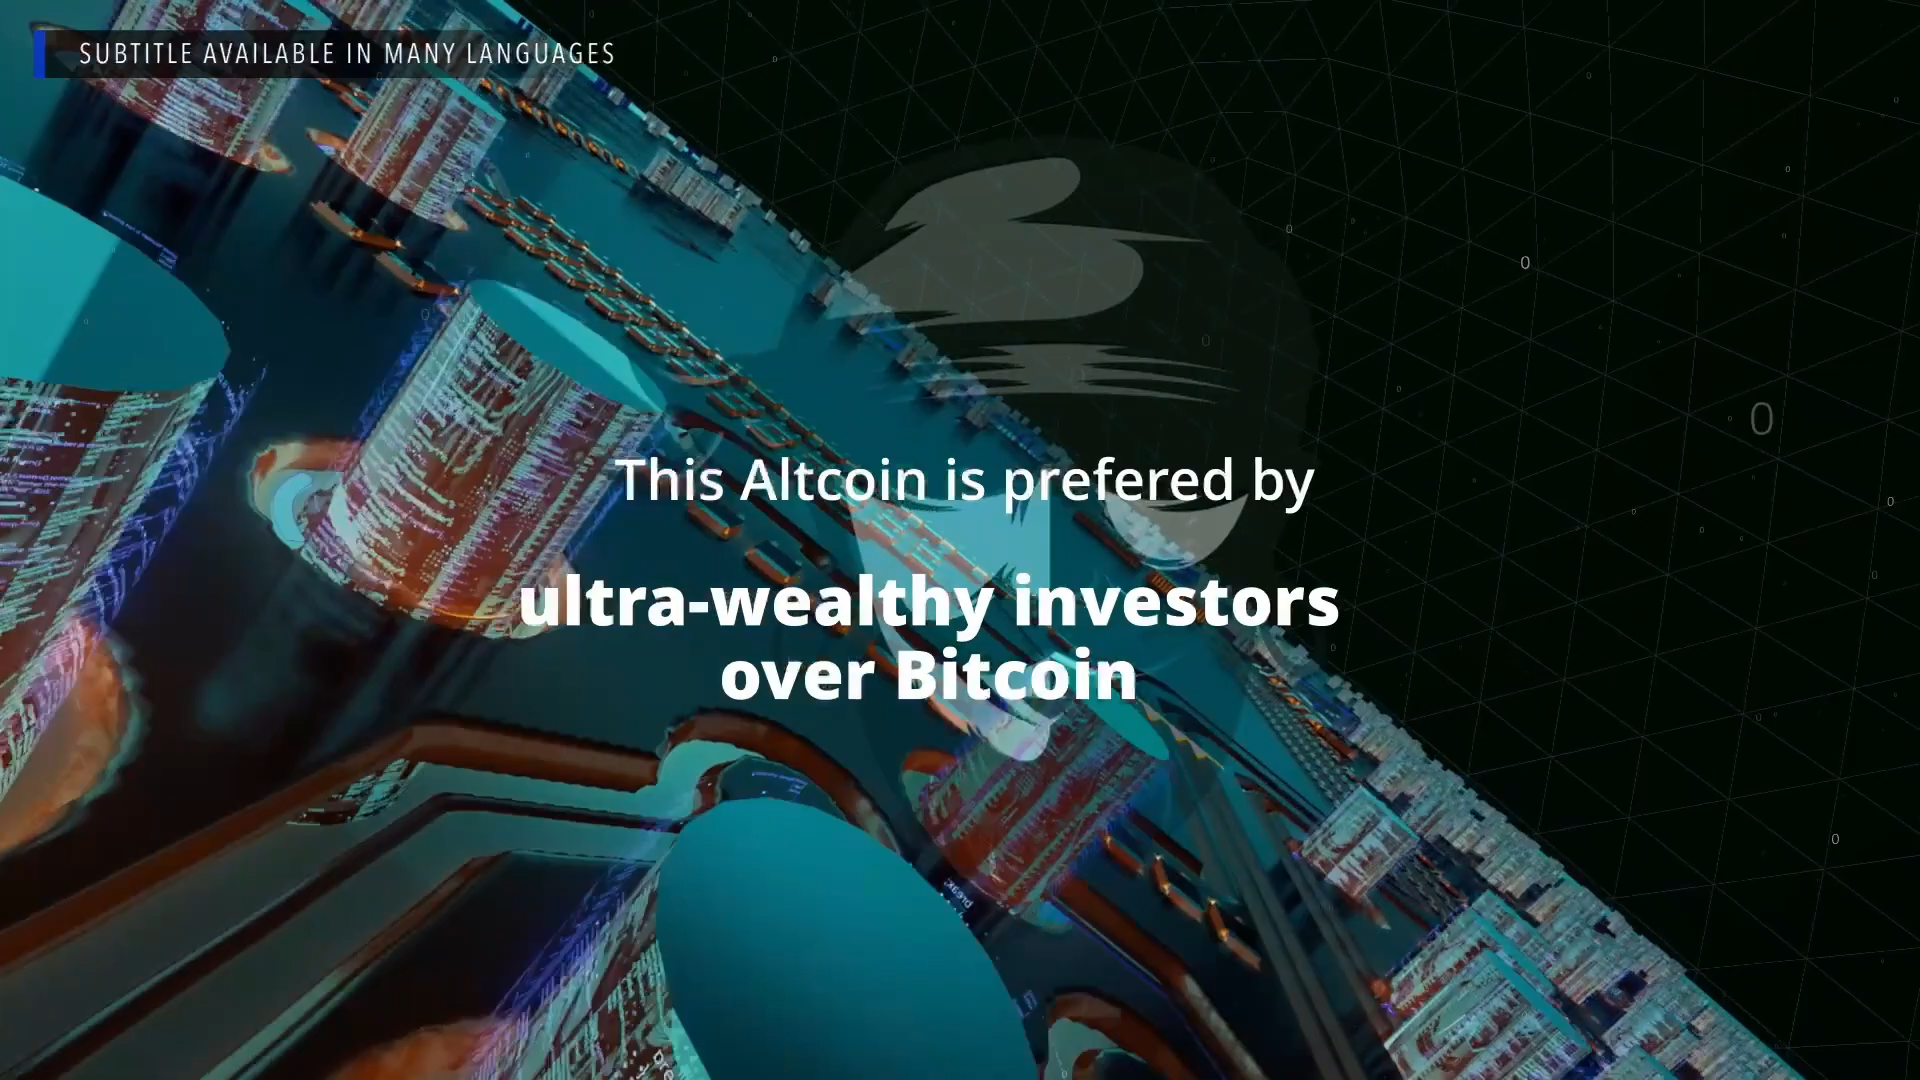 SUBTITLE AVAILABLE IN MANY LANGUAGES
This Altcoin is prefered by
ultra-wealthy investors
over Bitcoin